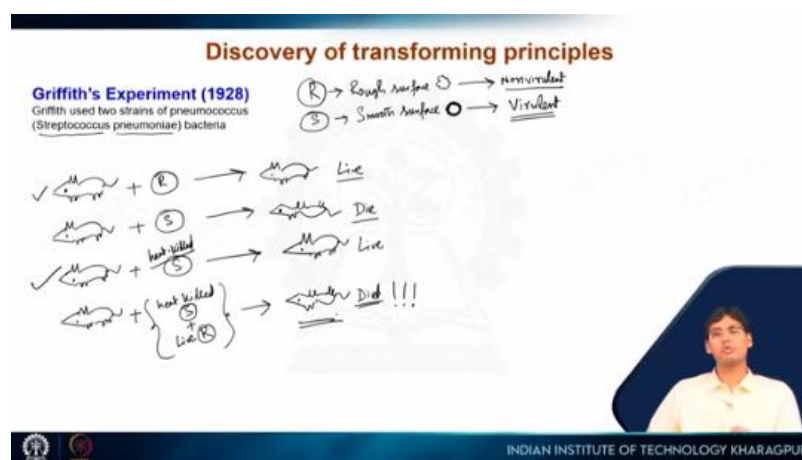 Discovery of transforming principles
Griffith's Experiment (1928)
Griffith used two strains of pneumococcus
(Streptococcus pneumoniae) bacteria
R → Rough surface → Nonvirulent
S → Smooth surface → Virulent
+ R → Live
+ S → Die
+ heat killed S → Live
+ { heat killed S + Live R } → Died !!!
INDIAN INSTITUTE OF TECHNOLOGY KHARAGPUR